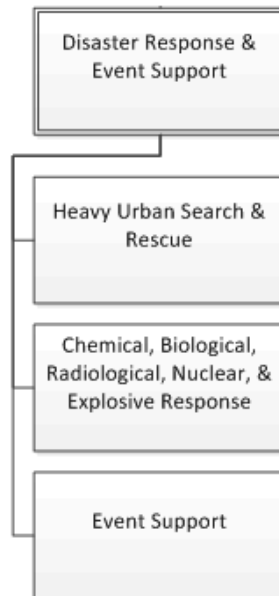 Disaster Response &
Event Support
Heavy Urban Search &
Rescue
Chemical, Biological,
Radiological, Nuclear, &
Explosive Response
Event Support